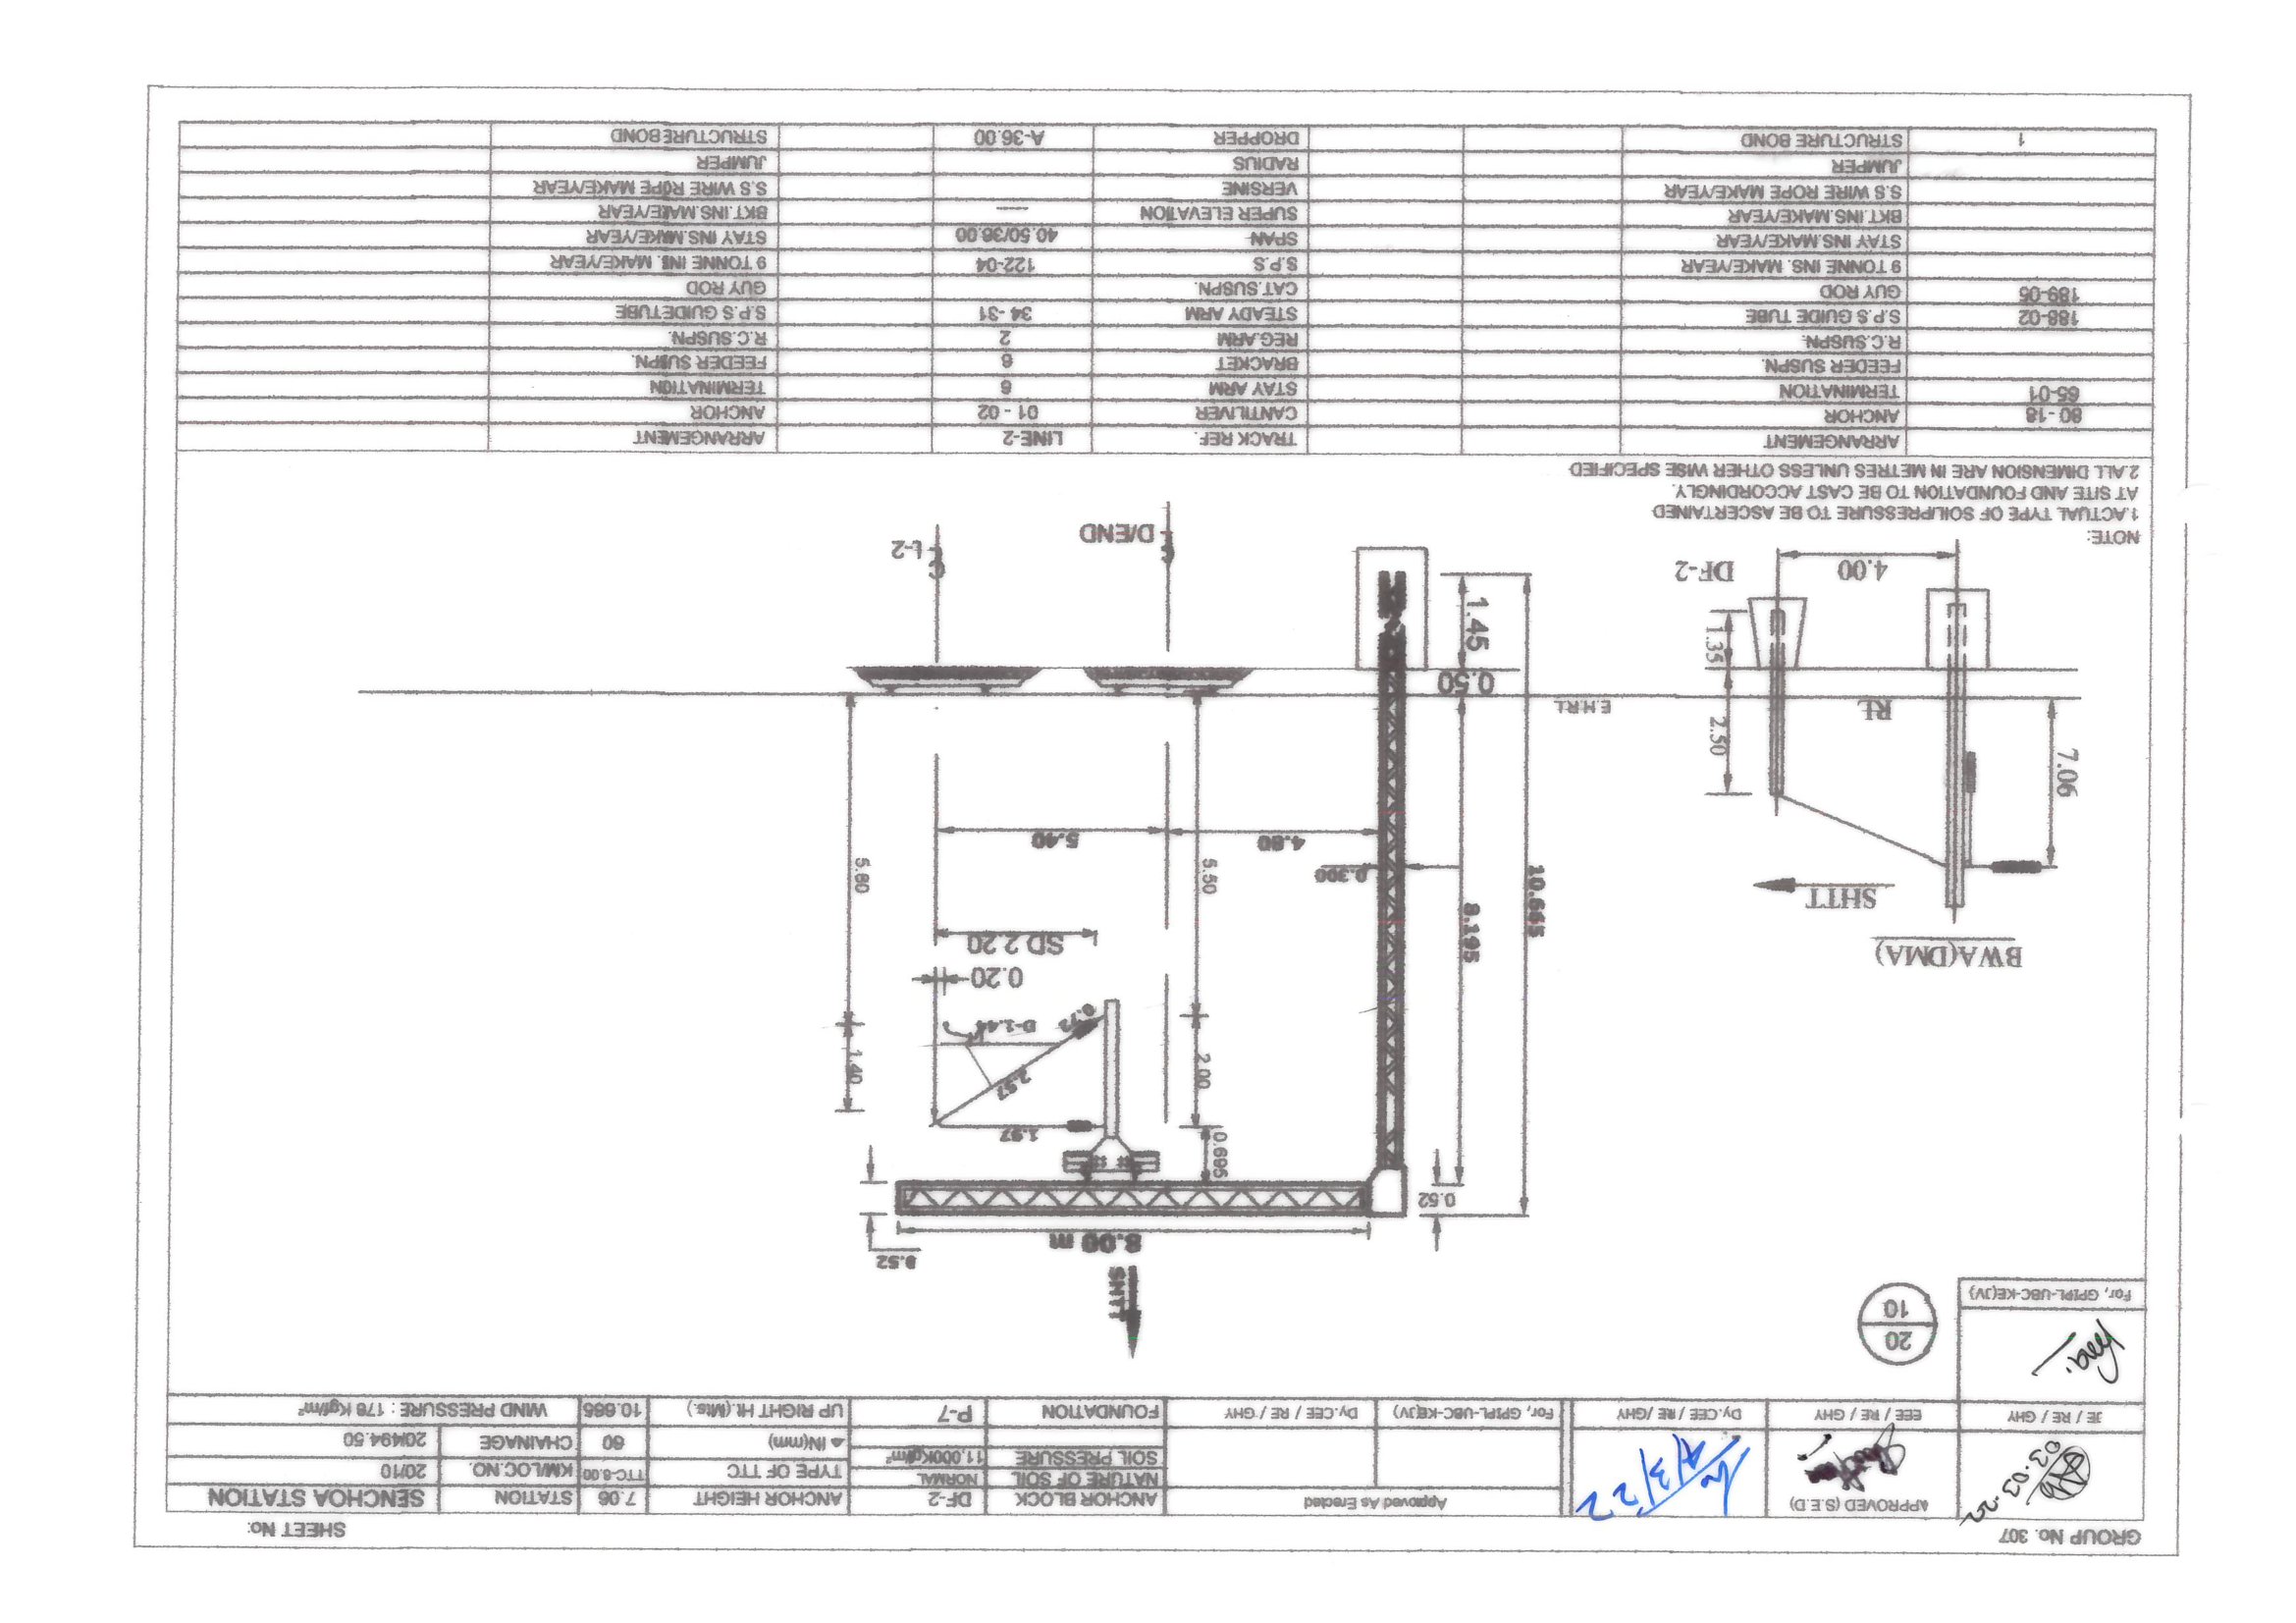 GROUP No. 307
SHEET No:
03.03.22
APPROVED (S.E.D)
4/3/22
Approved As Erected
JE / RE / GHY
EEE / RE / GHY
Dy.CEE / RE /GHY
For, GPIPL-UBC-KE(JV)
Dy.CEE / RE / GHY
ANCHOR BLOCK DF-2
NATURE OF SOIL NORMAL
SOIL PRESSURE 11,000Kgf/m²
FOUNDATION P-7
ANCHOR HEIGHT 7.06
TYPE OF TTC TTC-8.00
IN(mm) 60
UP RIGHT Ht.(Mts.) 10.665
STATION SENCHOA STATION
KM/LOC.NO. 20/10
CHAINAGE 20/494.50
WIND PRESSURE : 178 Kgf/m²
For, GPIPL-UBC-KE(JV)
20
10
SHTT
8.00 m
0.52
0.52
0.695
1.97
2.00
2.57
1.40
0.73
0.20
SD 2.20
10.665
8.195
0.300
5.50
5.60
4.80
5.40
E.H.R.L
0.50
1.45
D/END
L-2
BWA(DMA)
SHTT
7.06
RL
2.50
1.35
4.00
DF-2
NOTE:
1.ACTUAL TYPE OF SOIL/PRESSURE TO BE ASCERTAINED
AT SITE AND FOUNDATION TO BE CAST ACCORDINGLY.
2.ALL DIMENSION ARE IN METRES UNLESS OTHER WISE SPECIFIED
ARRANGEMENT TRACK REF. LINE-2 ARRANGEMENT
80 -18 ANCHOR CANTILIVER 01 - 02 ANCHOR
65-01 TERMINATION STAY ARM 6 TERMINATION
FEEDER SUSPN. BRACKET 6 FEEDER SUSPN.
R.C.SUSPN. REG.ARM 2 R.C.SUSPN.
188-02 S.P.S GUIDE TUBE STEADY ARM 34 -31 S.P.S GUIDETUBE
189-05 GUY ROD CAT.SUSPN. GUY ROD
9 TONNE INS. MAKE/YEAR S.P.S 122-04 9 TONNE INS. MAKE/YEAR
STAY INS.MAKE/YEAR SPAN 40.50/36.00 STAY INS.MAKE/YEAR
BKT.INS.MAKE/YEAR SUPER ELEVATION — BKT.INS.MAKE/YEAR
S.S WIRE ROPE MAKE/YEAR VERSINE S.S WIRE ROPE MAKE/YEAR
JUMPER RADIUS JUMPER
1 STRUCTURE BOND DROPPER A-36.00 STRUCTURE BOND